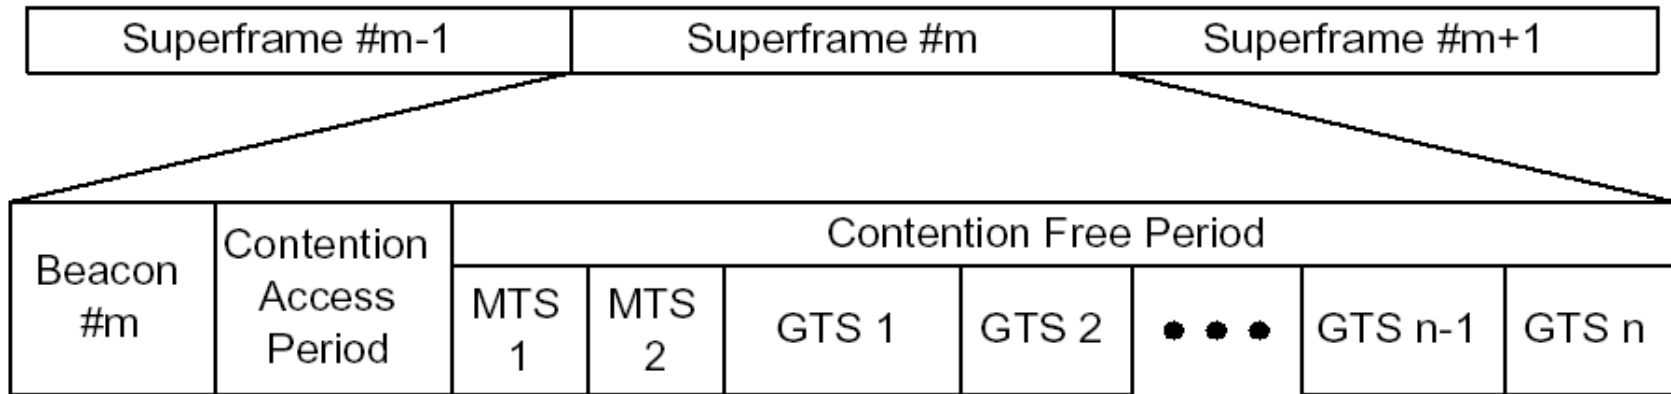 Superframe #m-1
Superframe #m
Superframe #m+1
Beacon
#m
Contention
Access
Period
Contention Free Period
MTS
1
MTS
2
GTS 1
GTS 2
GTS n-1
GTS n